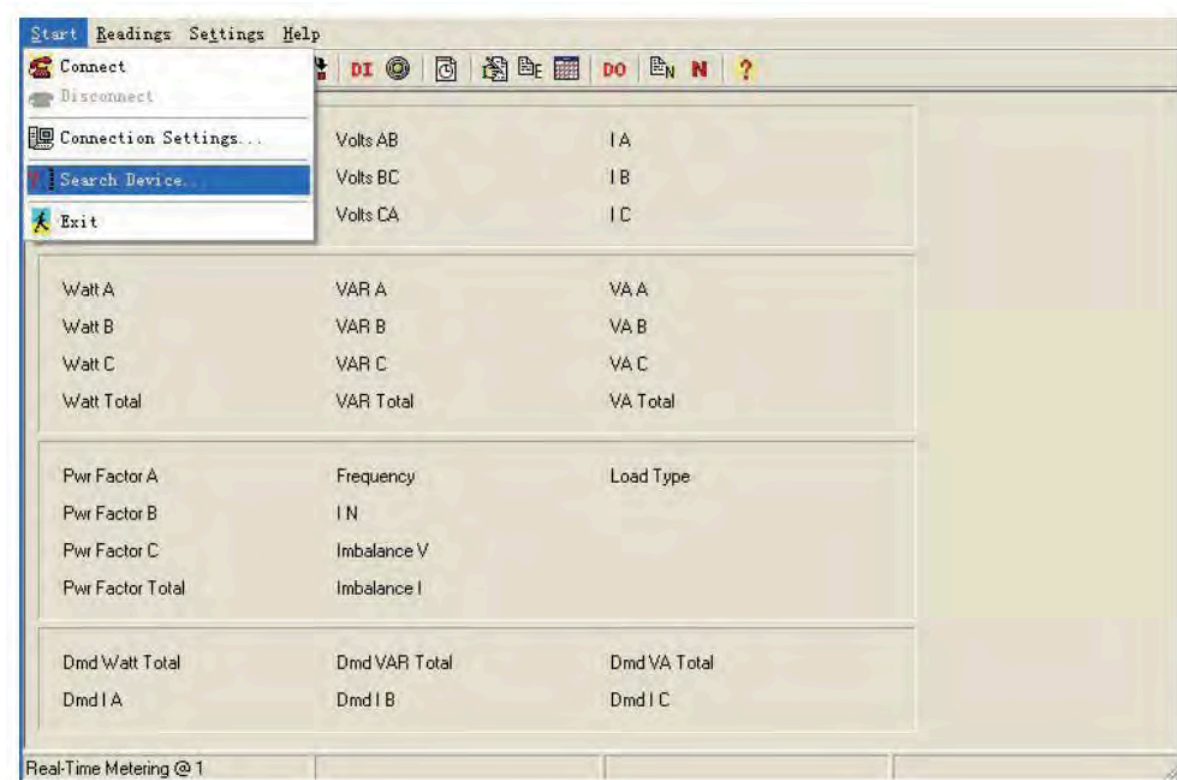 Start Readings Settings Help
Connect
DI E DO N N ?
Disconnect
Connection Settings...
Volts AB I A
Search Device..
Volts BC I B
Exit
Volts CA I C
Watt A VAR A VA A
Watt B VAR B VA B
Watt C VAR C VA C
Watt Total VAR Total VA Total
Pwr Factor A Frequency Load Type
Pwr Factor B I N
Pwr Factor C Imbalance V
Pwr Factor Total Imbalance I
Dmd Watt Total Dmd VAR Total Dmd VA Total
Dmd I A Dmd I B Dmd I C
Real-Time Metering @ 1